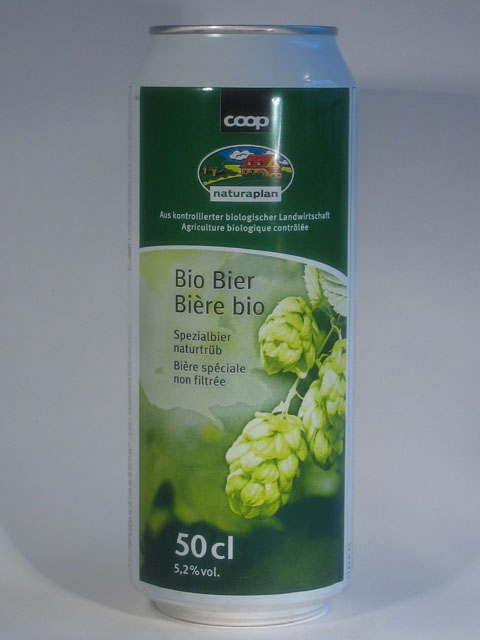 coop
naturaplan
Aus kontrollierter biologischer Landwirtschaft
Agriculture biologique contrôlée
Bio Bier
Bière bio
Spezialbier
naturtrüb
Bière spéciale
non filtrée
50 cl
5,2% vol.